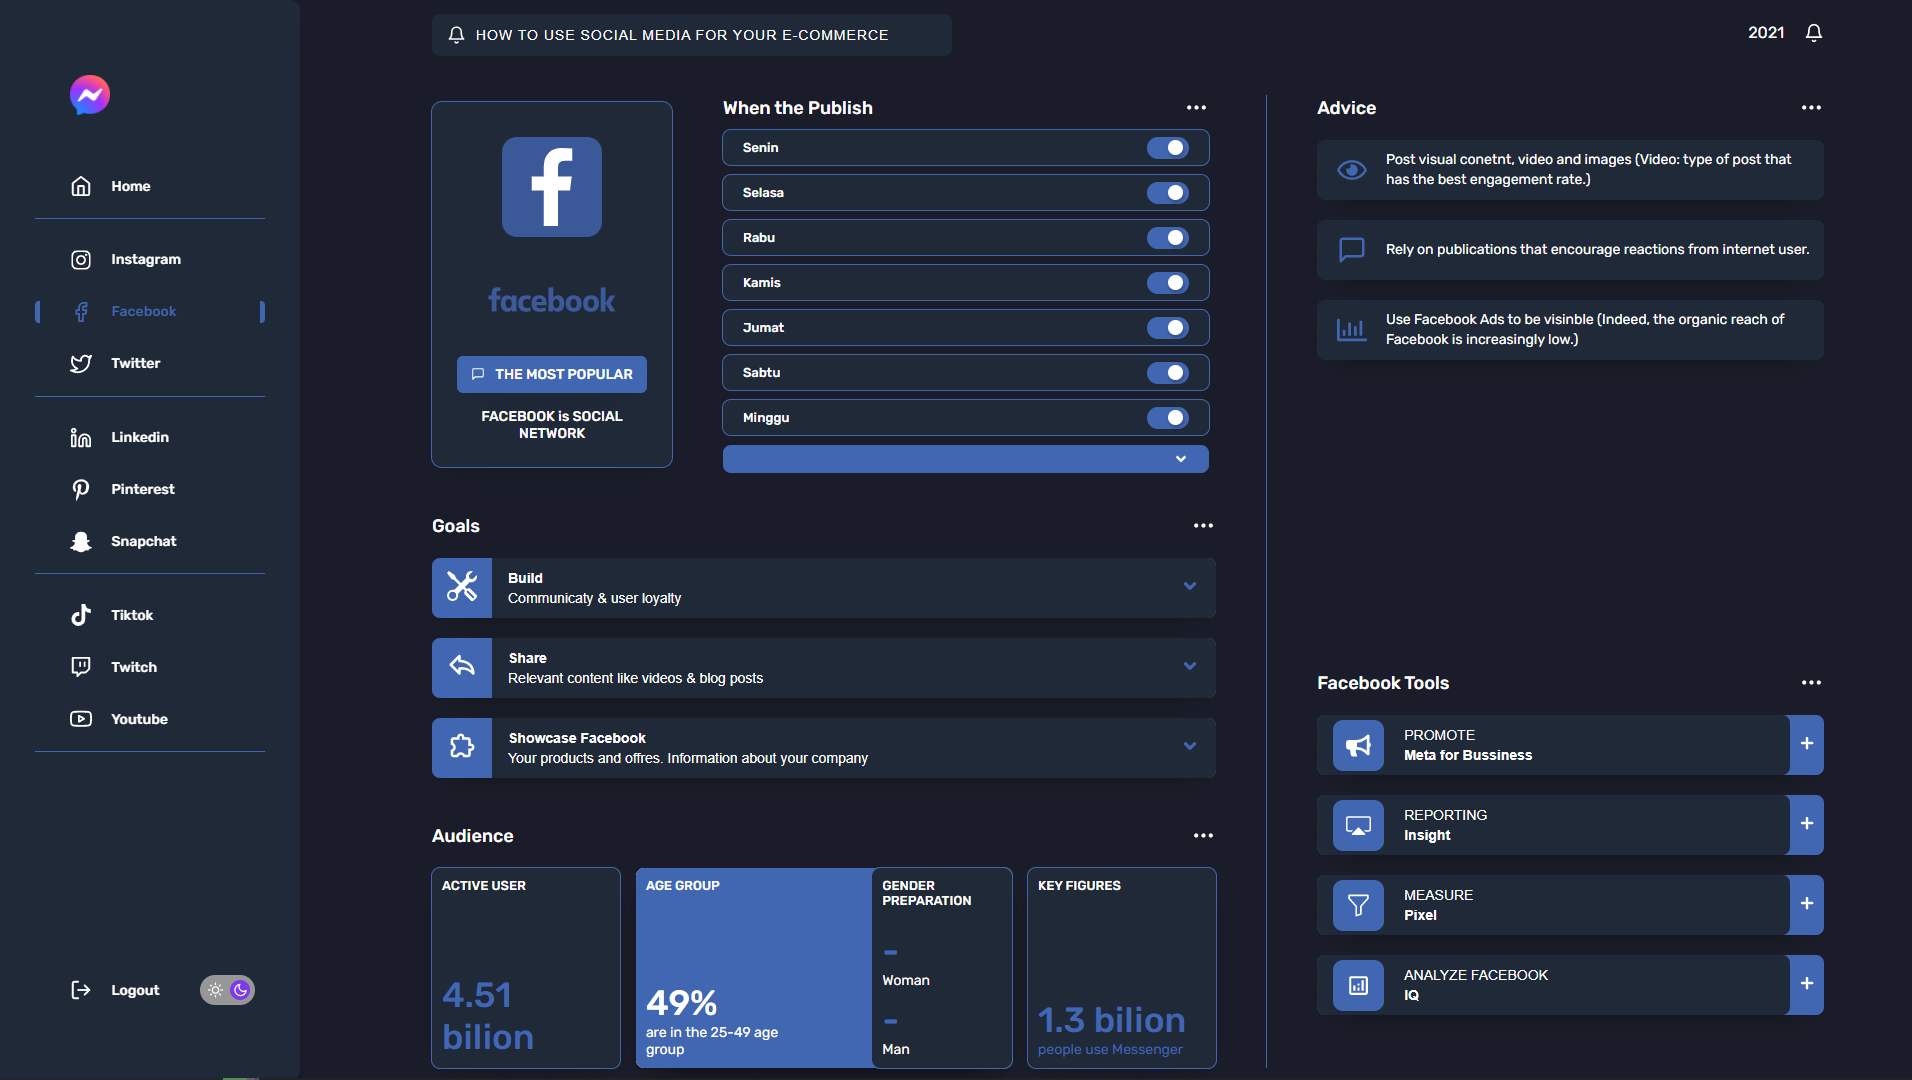 HOW TO USE SOCIAL MEDIA FOR YOUR E-COMMERCE
2021
Home
Instagram
Facebook
Twitter
Linkedin
Pinterest
Snapchat
Tiktok
Twitch
Youtube
Logout
facebook
THE MOST POPULAR
FACEBOOK is SOCIAL
NETWORK
When the Publish
Senin
Selasa
Rabu
Kamis
Jumat
Sabtu
Minggu
Goals
Build
Communicaty & user loyalty
Share
Relevant content like videos & blog posts
Showcase Facebook
Your products and offres. Information about your company
Audience
ACTIVE USER
4.51
bilion
AGE GROUP
49%
are in the 25-49 age
group
GENDER
PREPARATION
Woman
Man
KEY FIGURES
1.3 bilion
people use Messenger
Advice
Post visual conetnt, video and images (Video: type of post that
has the best engagement rate.)
Rely on publications that encourage reactions from internet user.
Use Facebook Ads to be visinble (Indeed, the organic reach of
Facebook is increasingly low.)
Facebook Tools
PROMOTE
Meta for Bussiness
REPORTING
Insight
MEASURE
Pixel
ANALYZE FACEBOOK
IQ